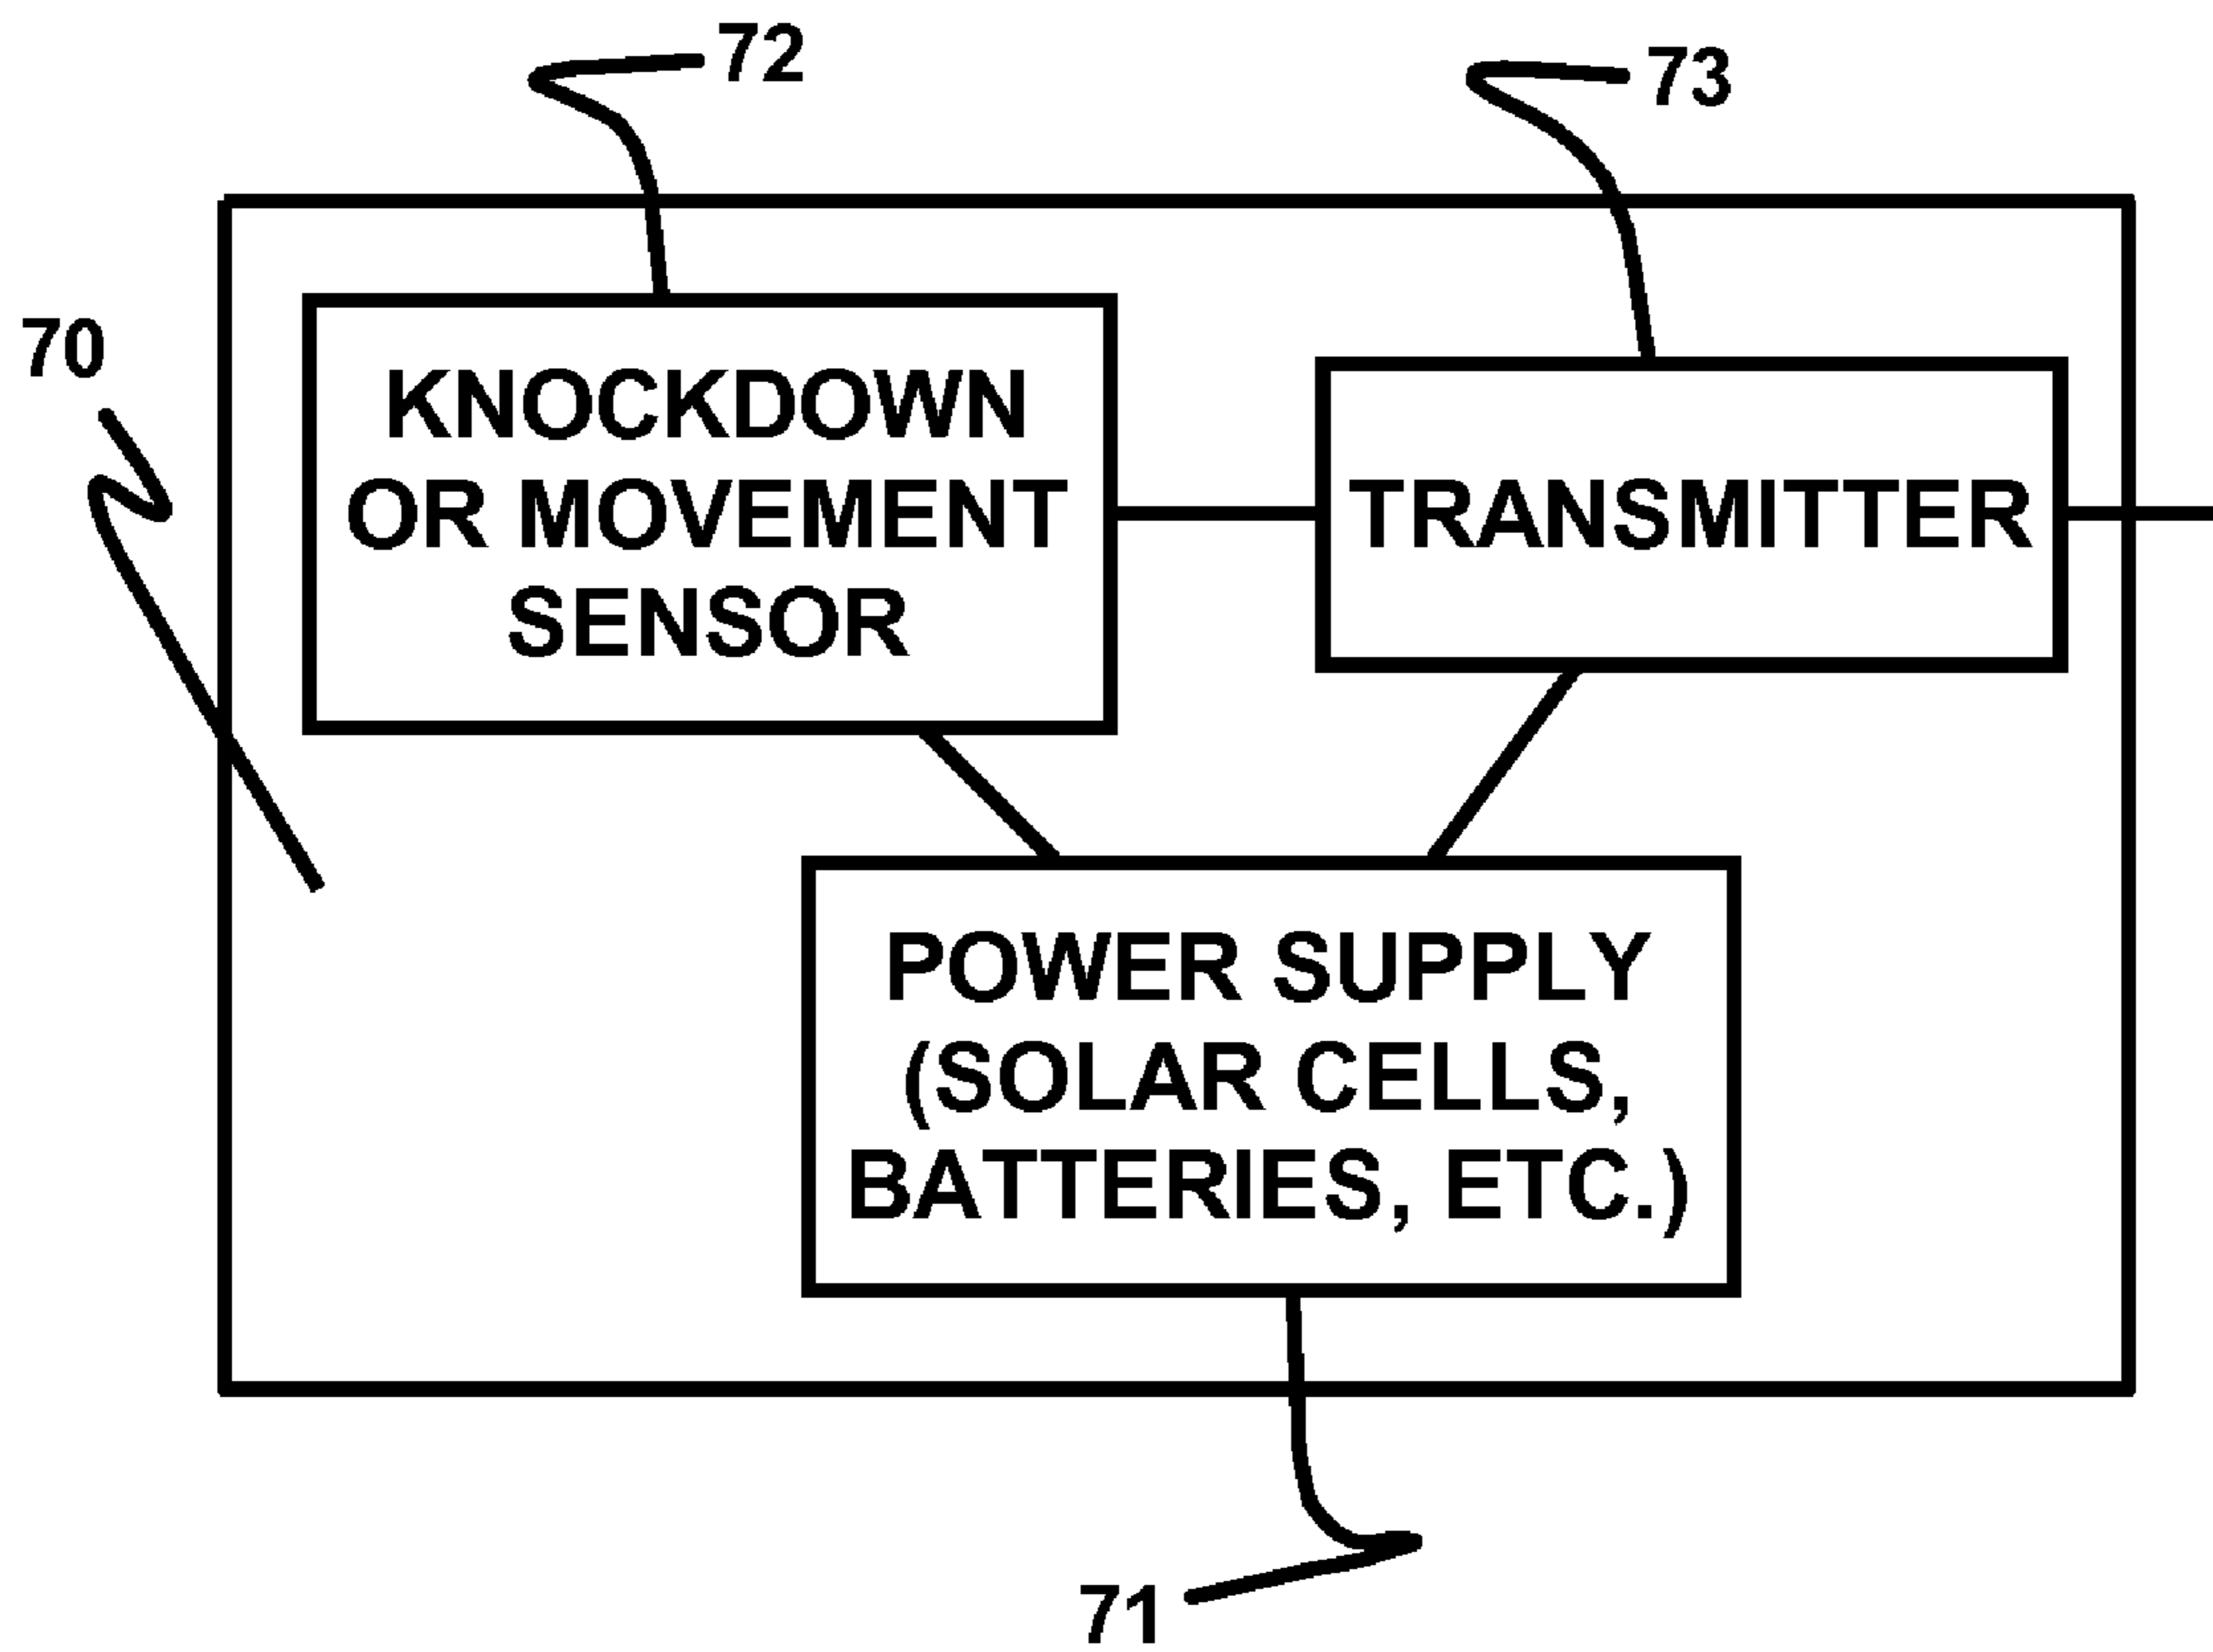 72
73
70
KNOCKDOWN
OR MOVEMENT
SENSOR
TRANSMITTER
POWER SUPPLY
(SOLAR CELLS,
BATTERIES, ETC.)
71